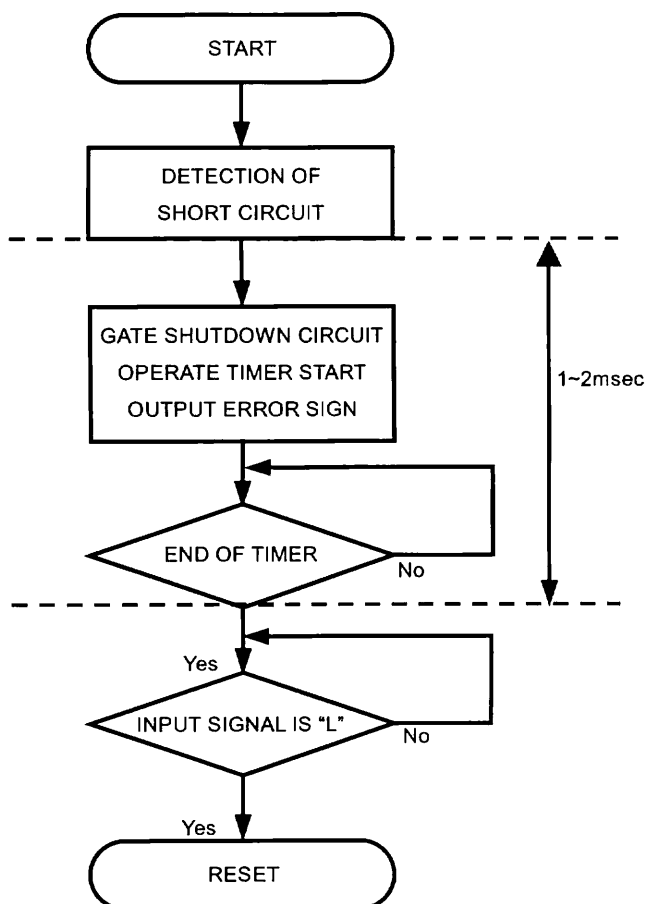 START
DETECTION OF
SHORT CIRCUIT
GATE SHUTDOWN CIRCUIT
OPERATE TIMER START
OUTPUT ERROR SIGN
1~2msec
END OF TIMER
No
Yes
INPUT SIGNAL IS “L”
No
Yes
RESET